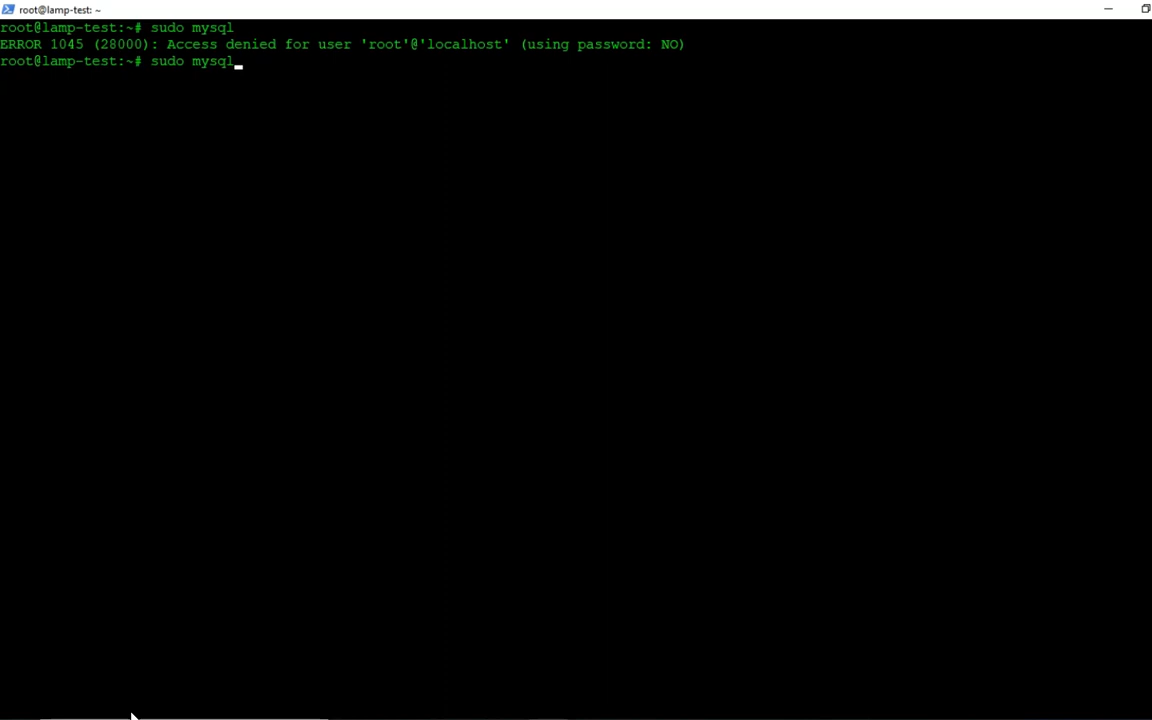 root@lamp-test: ~
root@lamp-test:~# sudo mysql
ERROR 1045 (28000): Access denied for user 'root'@'localhost' (using password: NO)
root@lamp-test:~# sudo mysql